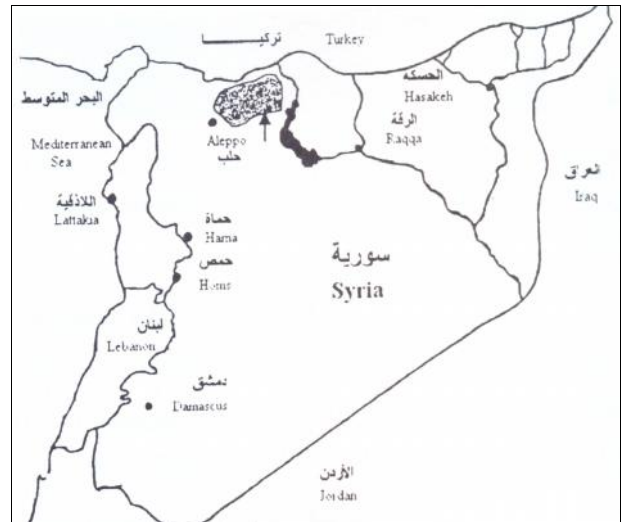 تركيـــــــا
Turkey
البحر المتوسط
Mediterranean
Sea
الحسكه
Hasakeh
الرقة
Raqqa
Aleppo
حلب
العراق
Iraq
اللاذقية
Lattakia
حماة
Hama
حمص
Homs
سورية
Syria
لبنان
Lebanon
دمشق
Damascus
الأردن
Jordan